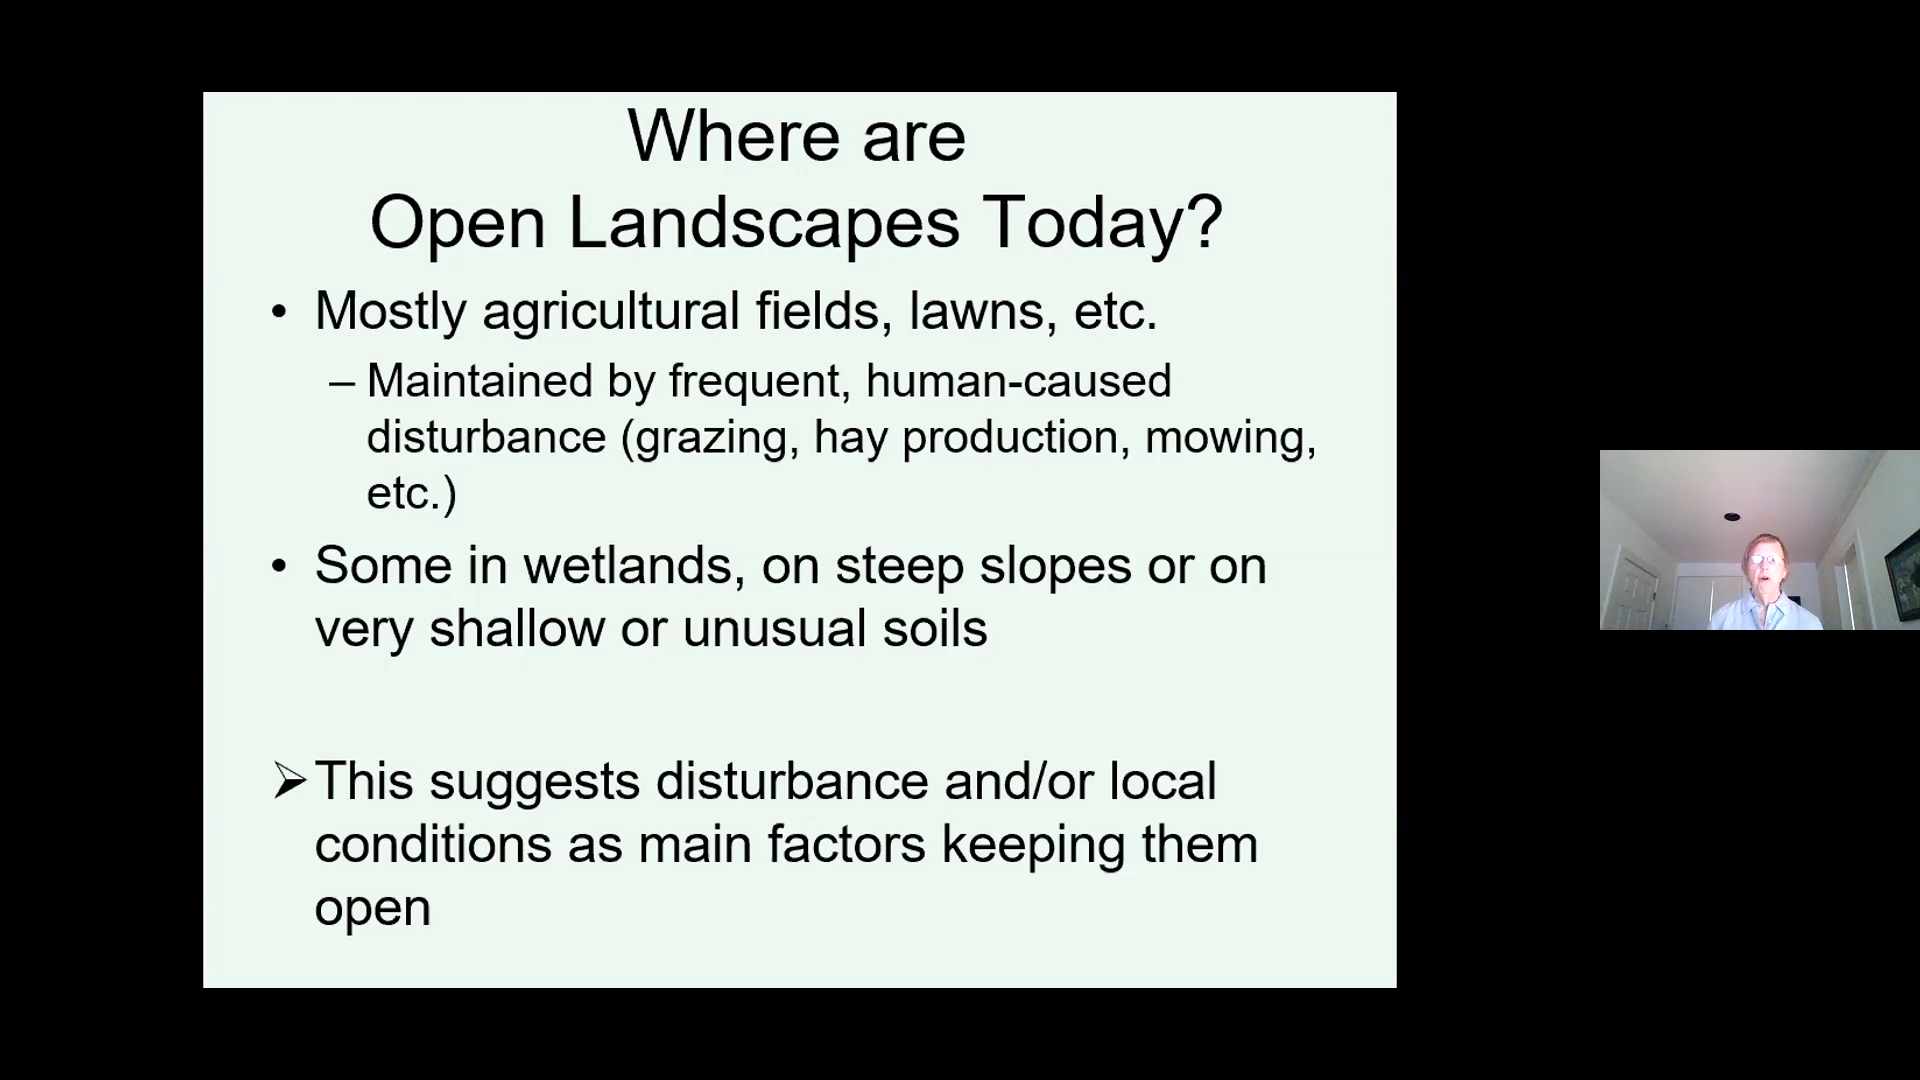 Where are
Open Landscapes Today?
• Mostly agricultural fields, lawns, etc.
– Maintained by frequent, human-caused
disturbance (grazing, hay production, mowing,
etc.)
• Some in wetlands, on steep slopes or on
very shallow or unusual soils
➢ This suggests disturbance and/or local
conditions as main factors keeping them
open